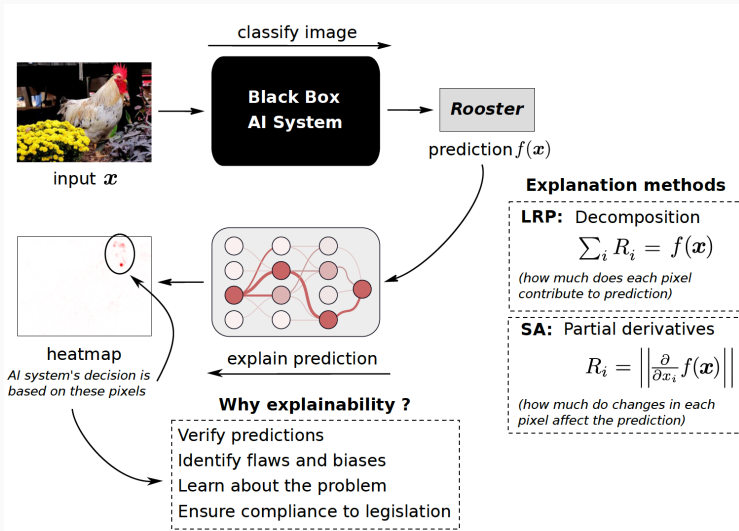 classify image
Black Box
AI System
Rooster
input x
prediction f(x)
Explanation methods
LRP: Decomposition
∑ᵢ Rᵢ = f(x)
(how much does each pixel
contribute to prediction)
SA: Partial derivatives
Rᵢ = ||∂/∂xᵢ f(x)||
(how much do changes in each
pixel affect the prediction)
explain prediction
heatmap
AI system's decision is
based on these pixels
Why explainability ?
Verify predictions
Identify flaws and biases
Learn about the problem
Ensure compliance to legislation